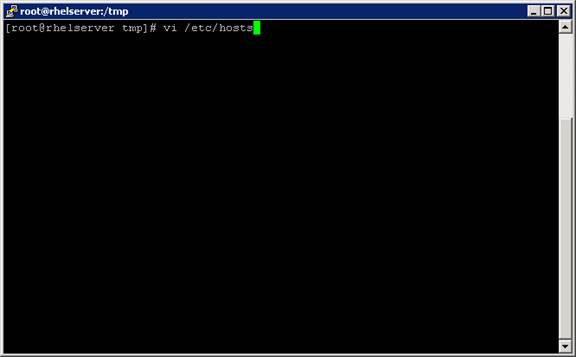 root@rhelserver:/tmp
[root@rhelserver tmp]# vi /etc/hosts